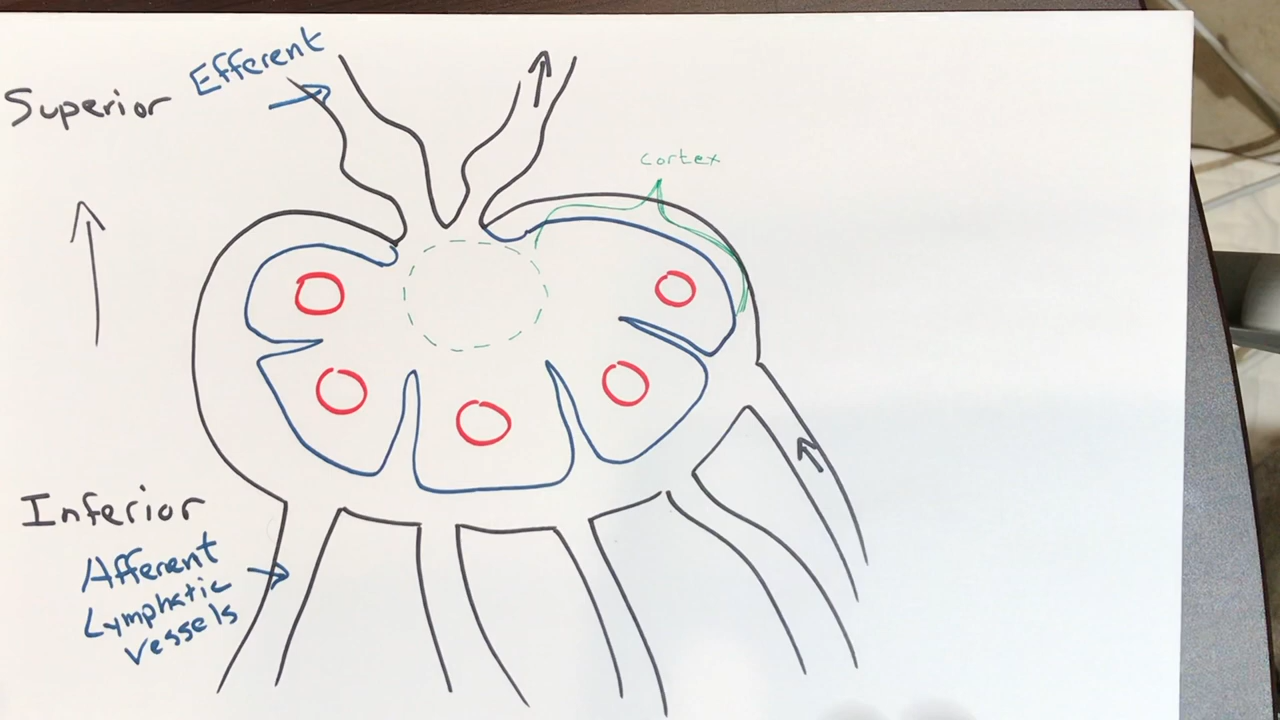 Superior
Efferent
Cortex
Inferior
Afferent
Lymphatic
Vessels